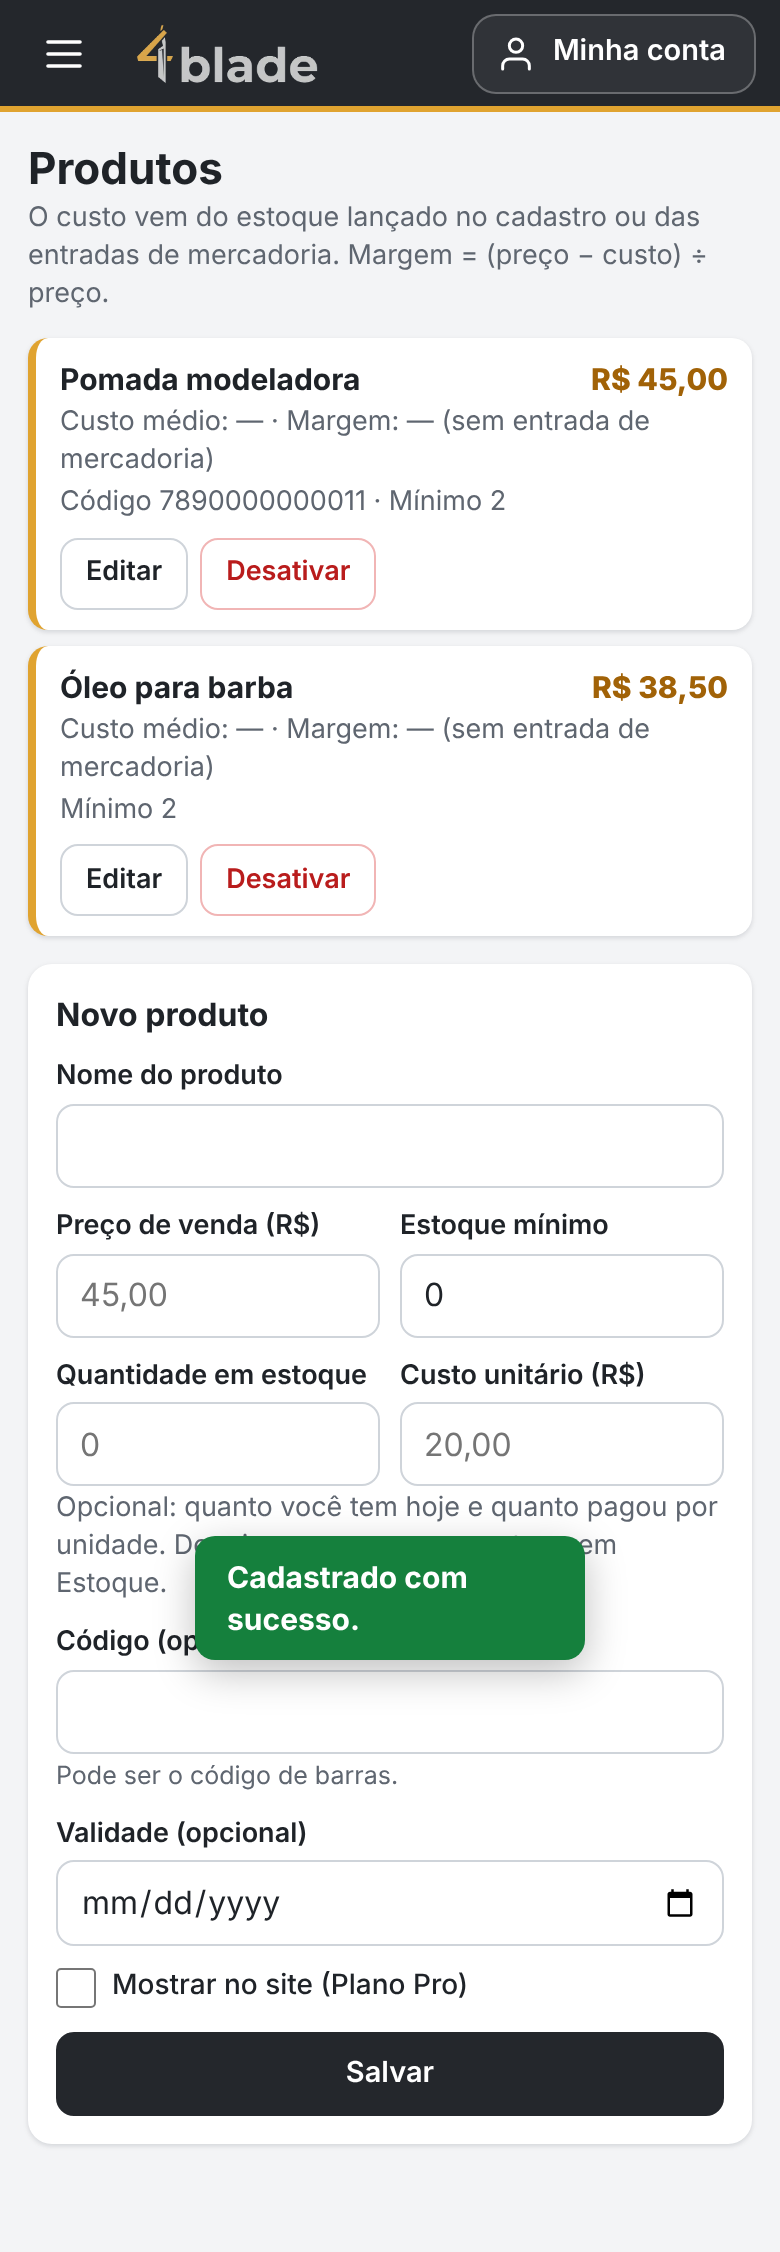 4blade
Minha conta
Produtos
O custo vem do estoque lançado no cadastro ou das
entradas de mercadoria. Margem = (preço − custo) ÷
preço.
Pomada modeladora
R$ 45,00
Custo médio: — · Margem: — (sem entrada de
mercadoria)
Código 7890000000011 · Mínimo 2
Editar
Desativar
Óleo para barba
R$ 38,50
Custo médio: — · Margem: — (sem entrada de
mercadoria)
Mínimo 2
Editar
Desativar
Novo produto
Nome do produto
Preço de venda (R$)
Estoque mínimo
45,00
0
Quantidade em estoque
Custo unitário (R$)
0
20,00
Opcional: quanto você tem hoje e quanto pagou por
unidade.
Estoque.
Cadastrado com
sucesso.
Código
Pode ser o código de barras.
Validade (opcional)
mm/dd/yyyy
Mostrar no site (Plano Pro)
Salvar